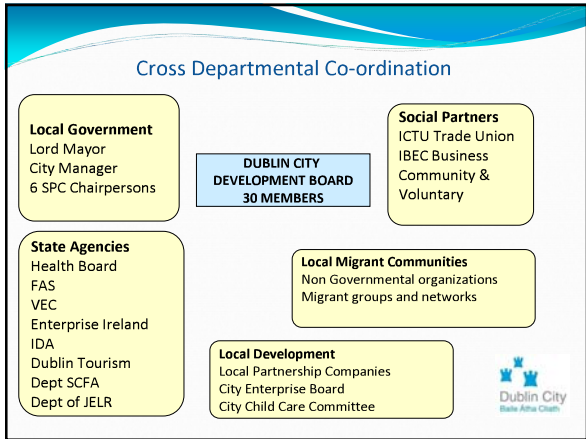 Cross Departmental Co-ordination
Local Government
Lord Mayor
City Manager
6 SPC Chairpersons
DUBLIN CITY
DEVELOPMENT BOARD
30 MEMBERS
Social Partners
ICTU Trade Union
IBEC Business
Community &
Voluntary
State Agencies
Health Board
FAS
VEC
Enterprise Ireland
IDA
Dublin Tourism
Dept SCFA
Dept of JELR
Local Migrant Communities
Non Governmental organizations
Migrant groups and networks
Local Development
Local Partnership Companies
City Enterprise Board
City Child Care Committee
Dublin City
Baile Átha Cliath